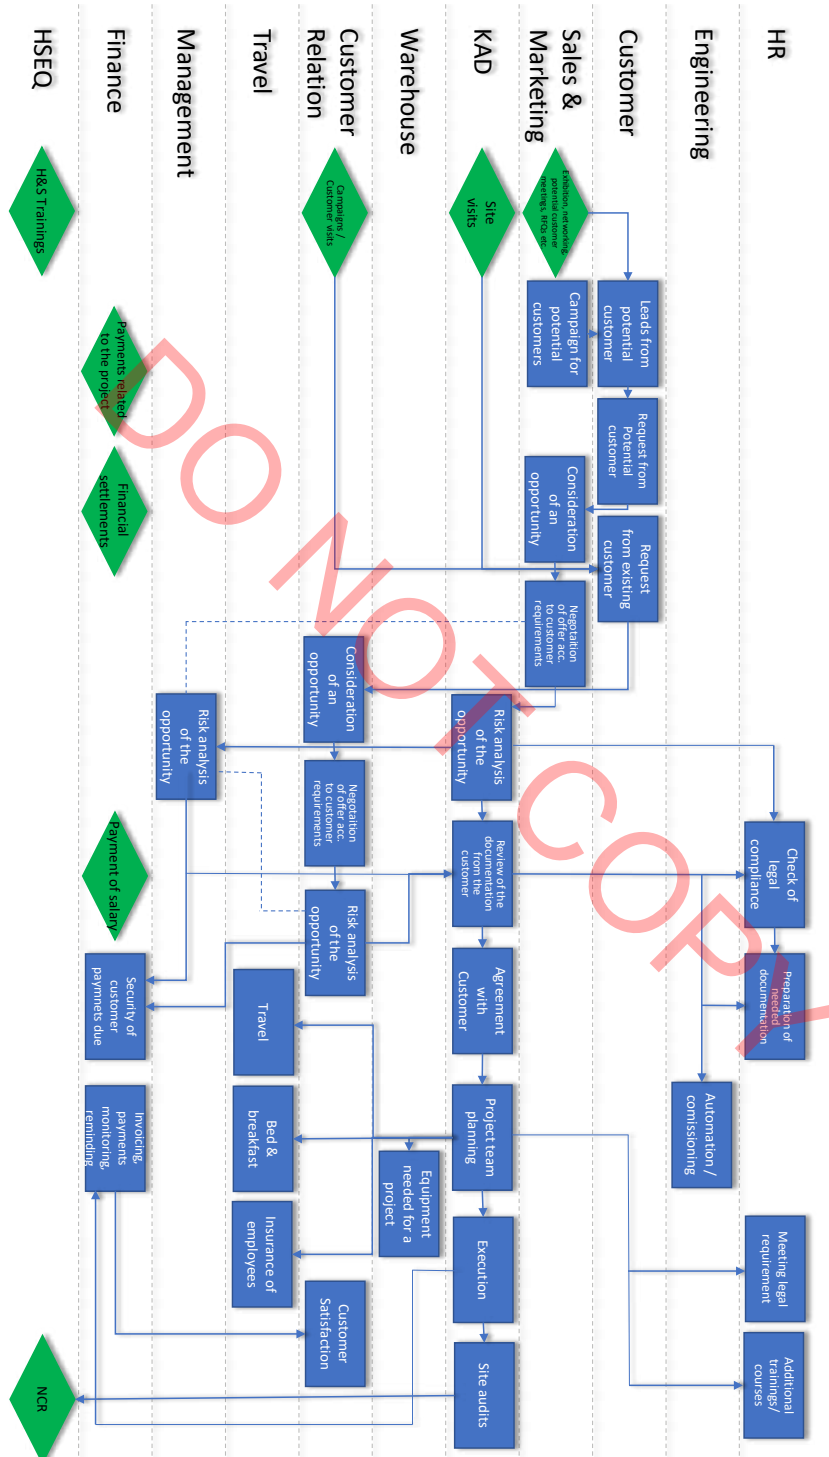 HR
Engineering
Customer
Sales &
Marketing
KAD
Warehouse
Customer
Relation
Travel
Management
Finance
HSEQ
Check of
legal
compliance
Preparation of
needed
documentation
Meeting legal
requirement
Additional
trainings/
courses
Automation /
comissioning
Leads from
potential
customer
Request from
Potential
customer
Request
from existing
customer
Exhibition, networking,
potential customer
meetings, RFQs etc.
Campaign for
potential
customers
Consideration
of an
opportunity
Negotaition
of offer acc.
to customer
requirements
Site
visits
Risk analysis
of the
opportunity
Review of the
documentation
from the
customer
Agreement
with
Customer
Project team
planning
Execution
Site audits
Equipment
needed for a
project
Campaigns /
Customer visits
Consideration
of an
opportunity
Negotaition
of offer acc.
to customer
requirements
Risk analysis
of the
opportunity
Customer
Satisfaction
Travel
Bed &
breakfast
Insurance of
employees
Risk analysis
of the
opportunity
Payments related
to the project
Financial
settlements
Payment of salary
Security of
customer
paymnets due
Invoicing,
payments
monitoring,
reminding
H&S Trainings
NCR
DO NOT COPY